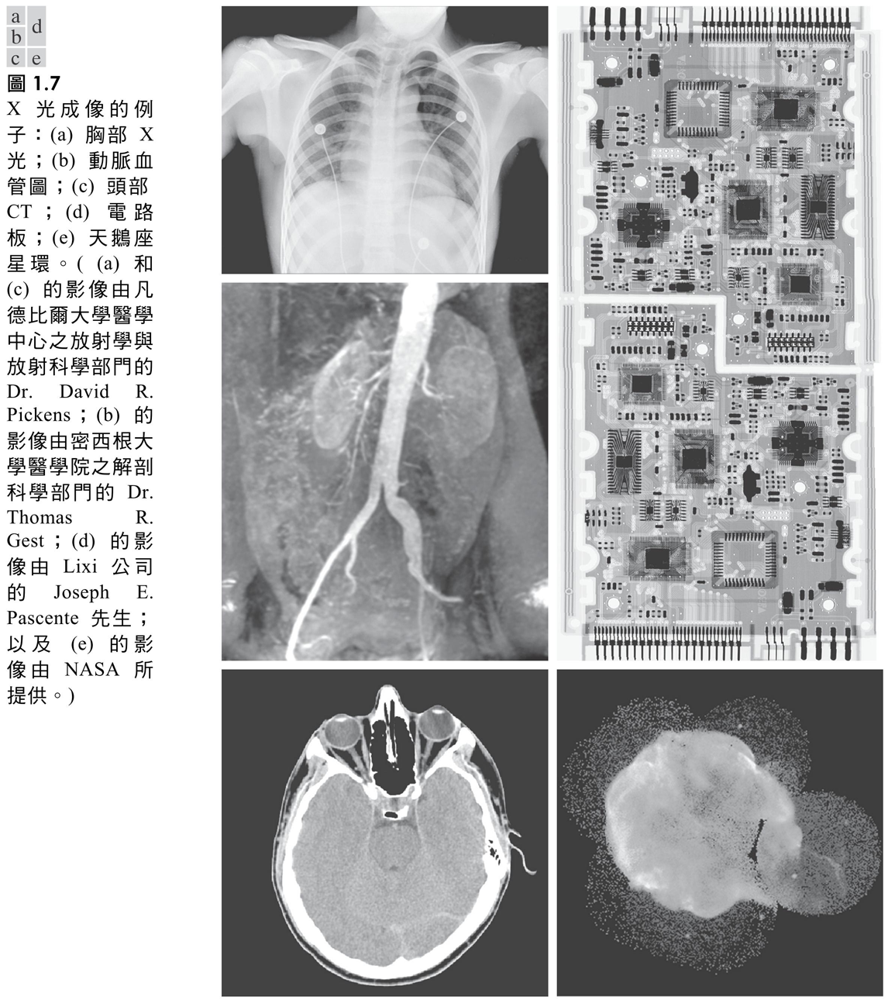 a
b d
c e
圖 1.7
X 光成像的例
子：(a) 胸部 X
光；(b) 動脈血
管圖；(c) 頭部
CT；(d) 電路
板；(e) 天鵝座
星環。( (a) 和
(c) 的影像由凡
德比爾大學醫學
中心之放射學與
放射科學部門的
Dr. David R.
Pickens；(b) 的
影像由密西根大
學醫學院之解剖
科學部門的 Dr.
Thomas R.
Gest；(d) 的影
像由 Lixi 公司
的 Joseph E.
Pascente 先生；
以及 (e) 的影
像由 NASA 所
提供。)